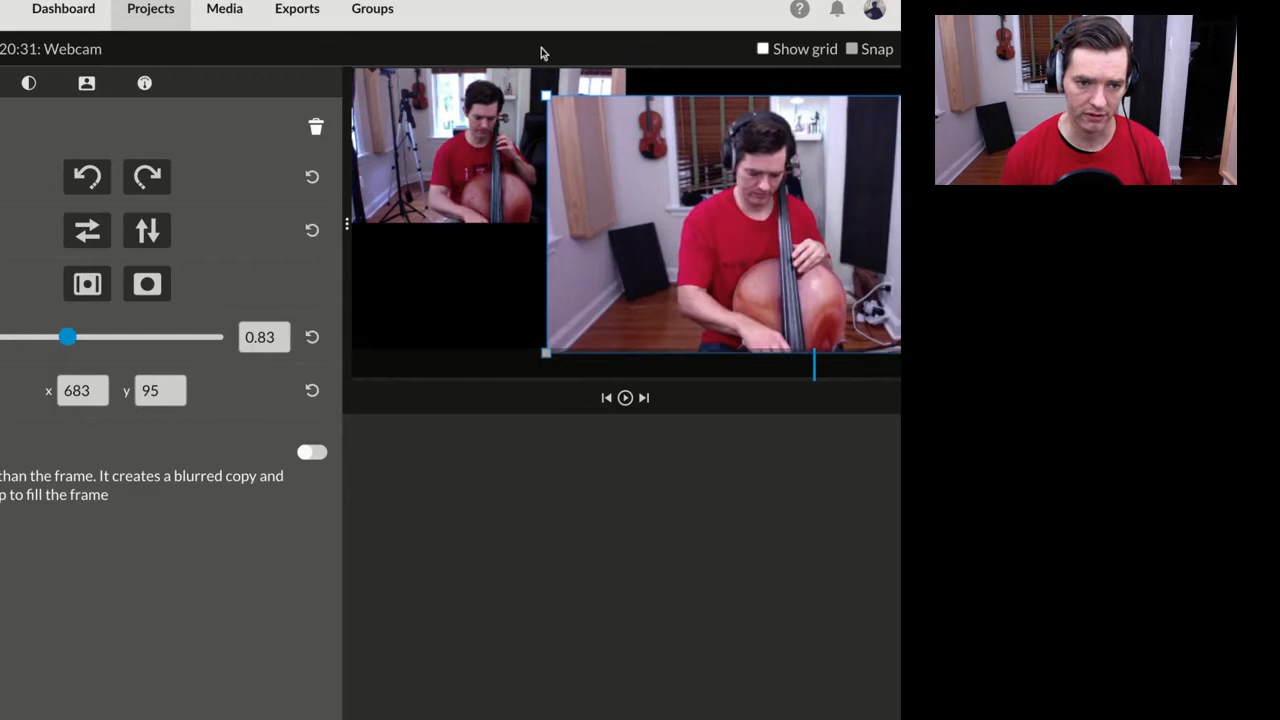 Dashboard Projects Media Exports Groups
20:31: Webcam
Show grid Snap
0.83
x 683 y 95
than the frame. It creates a blurred copy and
p to fill the frame